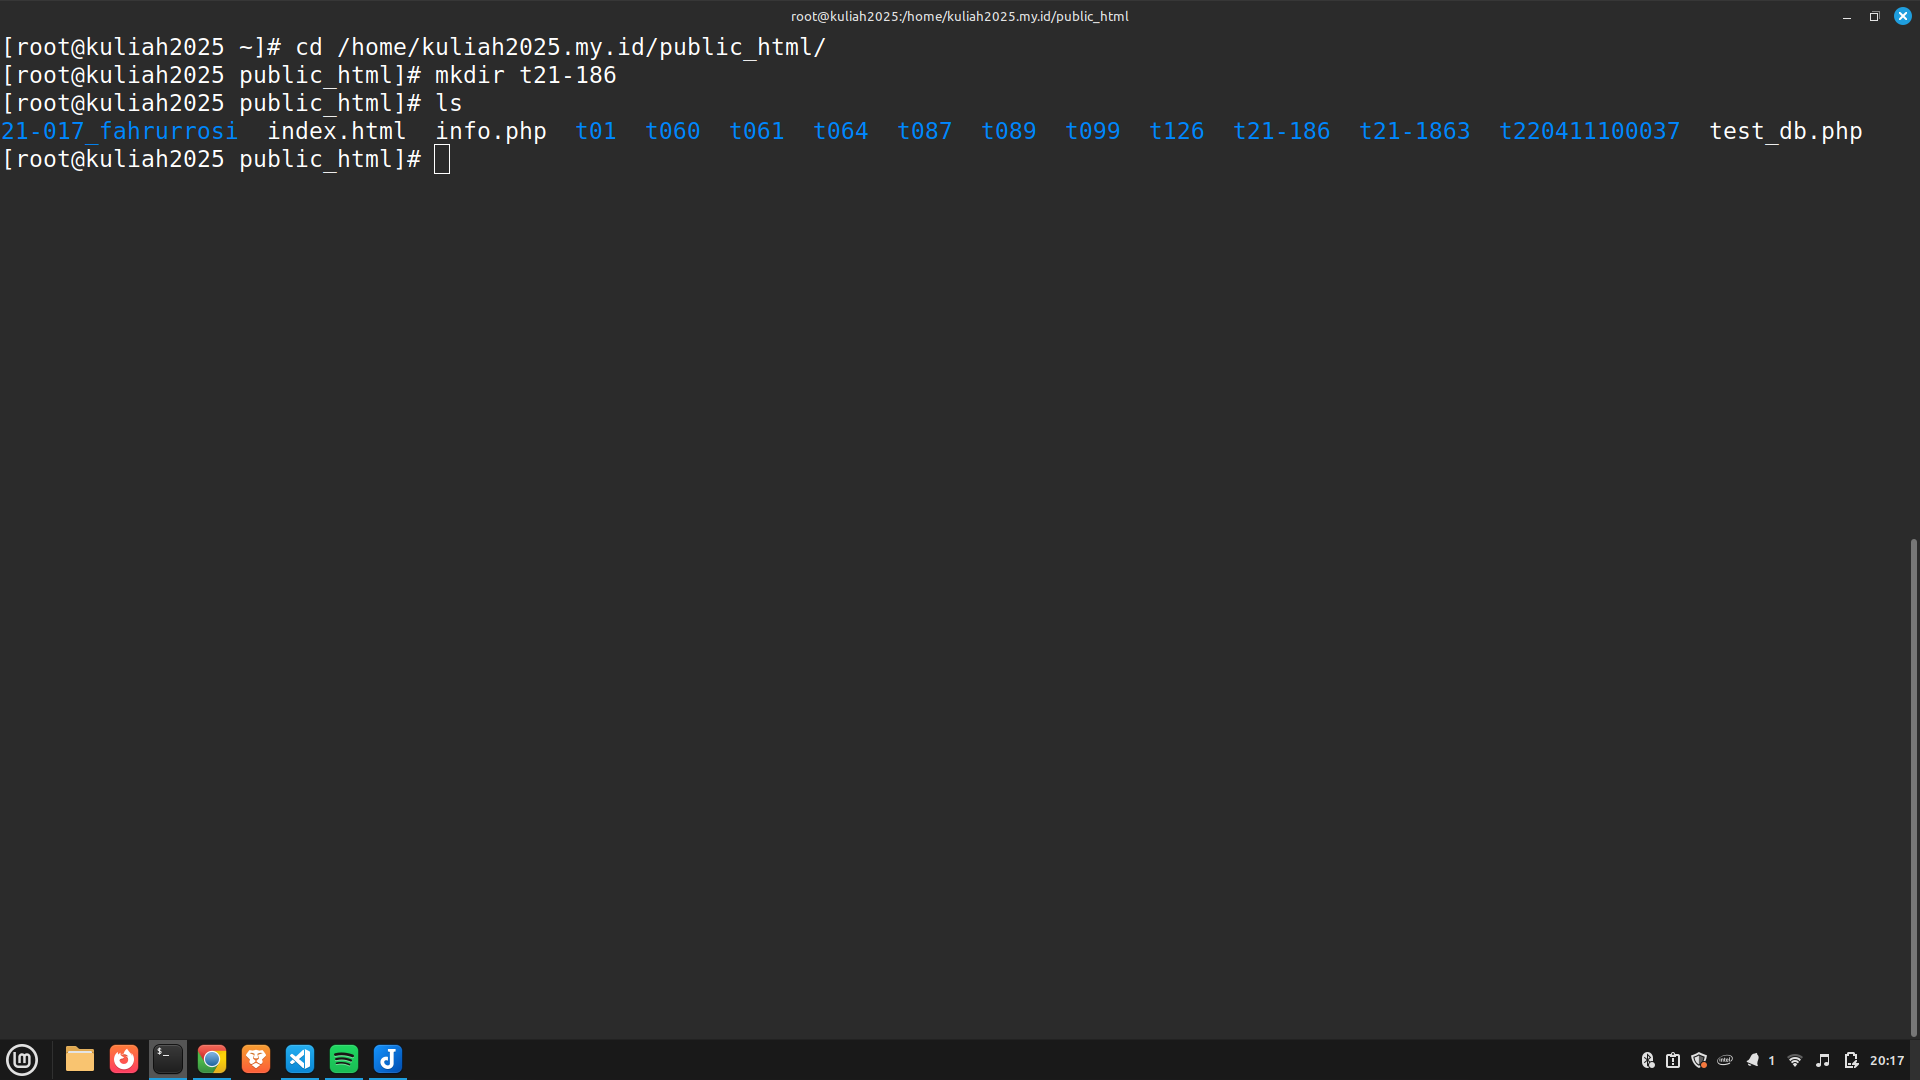 root@kuliah2025:/home/kuliah2025.my.id/public_html
[root@kuliah2025 ~]# cd /home/kuliah2025.my.id/public_html/
[root@kuliah2025 public_html]# mkdir t21-186
[root@kuliah2025 public_html]# ls
21-017_fahrurrosi  index.html  info.php  t01  t060  t061  t064  t087  t089  t099  t126  t21-186  t21-1863  t220411100037  test_db.php
[root@kuliah2025 public_html]#
1 20:17